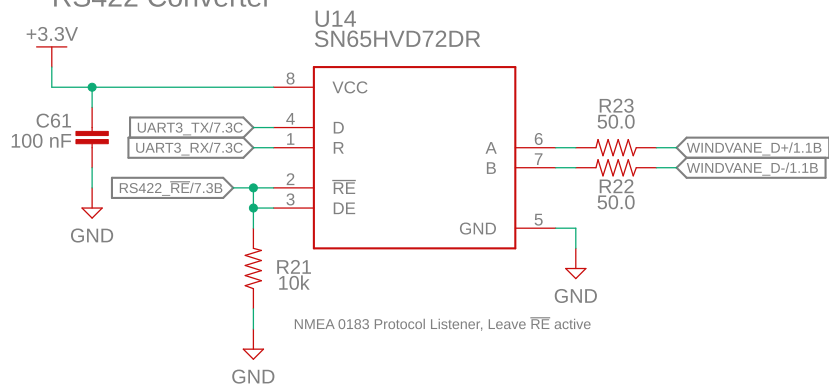 RS422 Converter
U14
SN65HVD72DR
+3.3V
8
VCC
C61
100 nF
UART3_TX/7.3C
4
D
UART3_RX/7.3C
1
R
R23
50.0
A
6
WINDVANE_D+/1.1B
B
7
WINDVANE_D-/1.1B
R22
50.0
RS422_RE/7.3B
2
RE
3
DE
GND
GND
5
R21
10k
GND
NMEA 0183 Protocol Listener, Leave RE active
GND